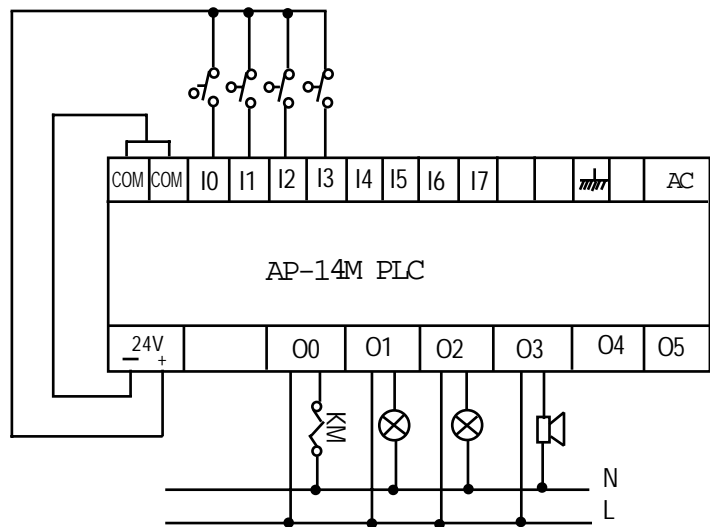 COM COM I0 I1 I2 I3 I4 I5 I6 I7 AC
AP-14M PLC
24V
− +
O0 O1 O2 O3 O4 O5
KM
N
L